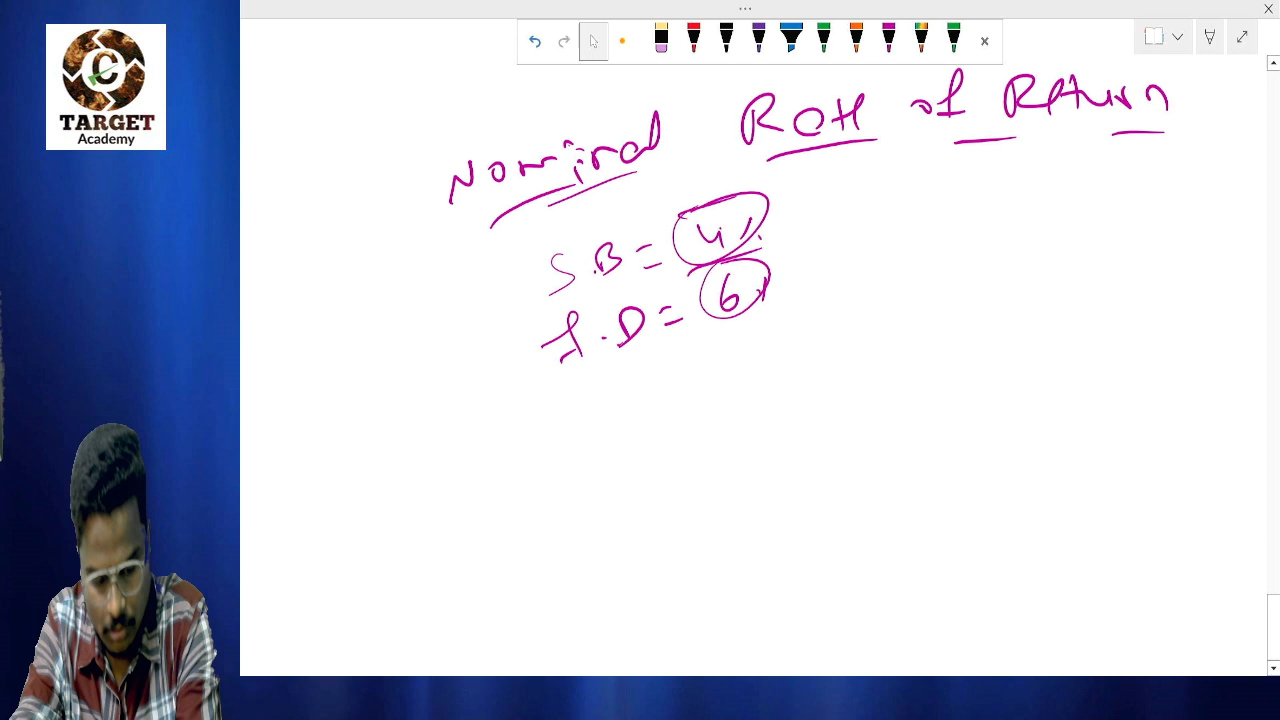 TARGET
Academy
Nominal Rate of Return
S.B = 4%
F.D = 6%